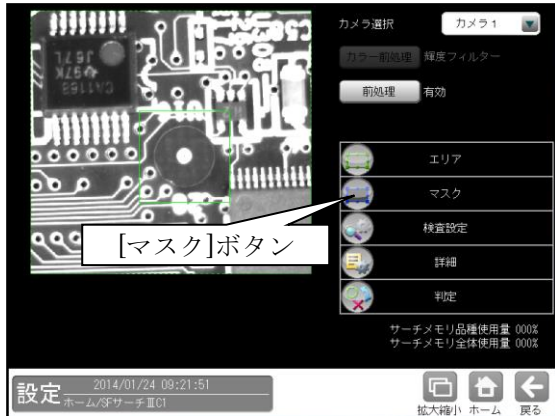 カメラ選択
カメラ1
カラー前処理
輝度フィルター
前処理
有効
エリア
マスク
[マスク]ボタン
検査設定
詳細
判定
サーチメモリ品種使用量 000%
サーチメモリ全体使用量 000%
設定
2014/01/24 09:21:51
ホーム/SFサーチⅢC1
拡大縮小
ホーム
戻る